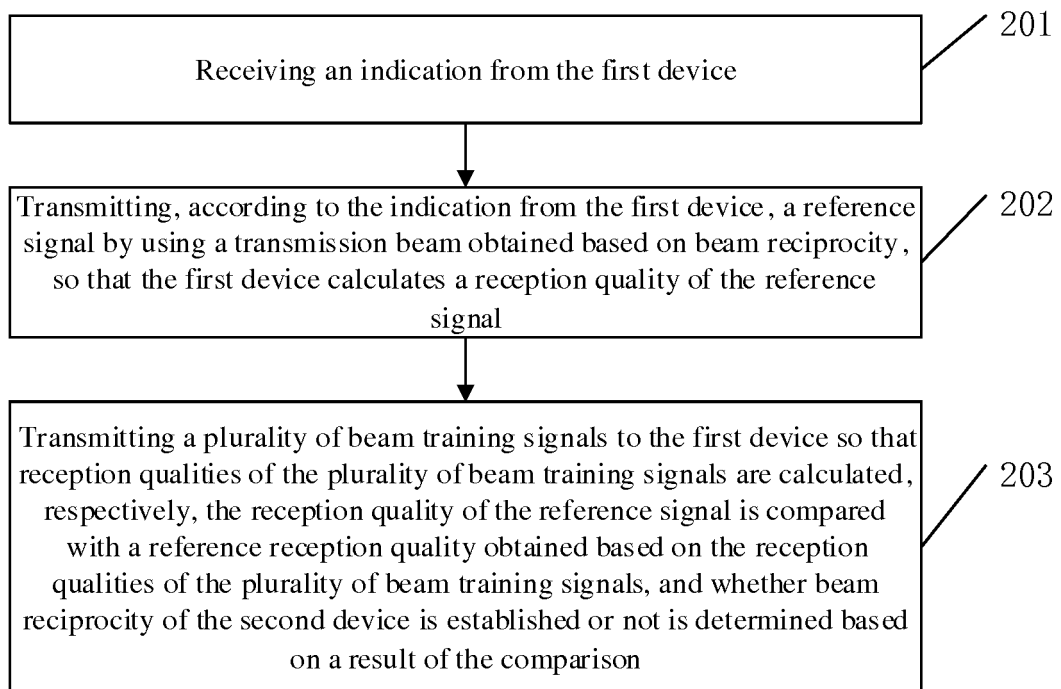 201
Receiving an indication from the first device
202
Transmitting, according to the indication from the first device, a reference
signal by using a transmission beam obtained based on beam reciprocity,
so that the first device calculates a reception quality of the reference
signal
203
Transmitting a plurality of beam training signals to the first device so that
reception qualities of the plurality of beam training signals are calculated,
respectively, the reception quality of the reference signal is compared
with a reference reception quality obtained based on the reception
qualities of the plurality of beam training signals, and whether beam
reciprocity of the second device is established or not is determined based
on a result of the comparison